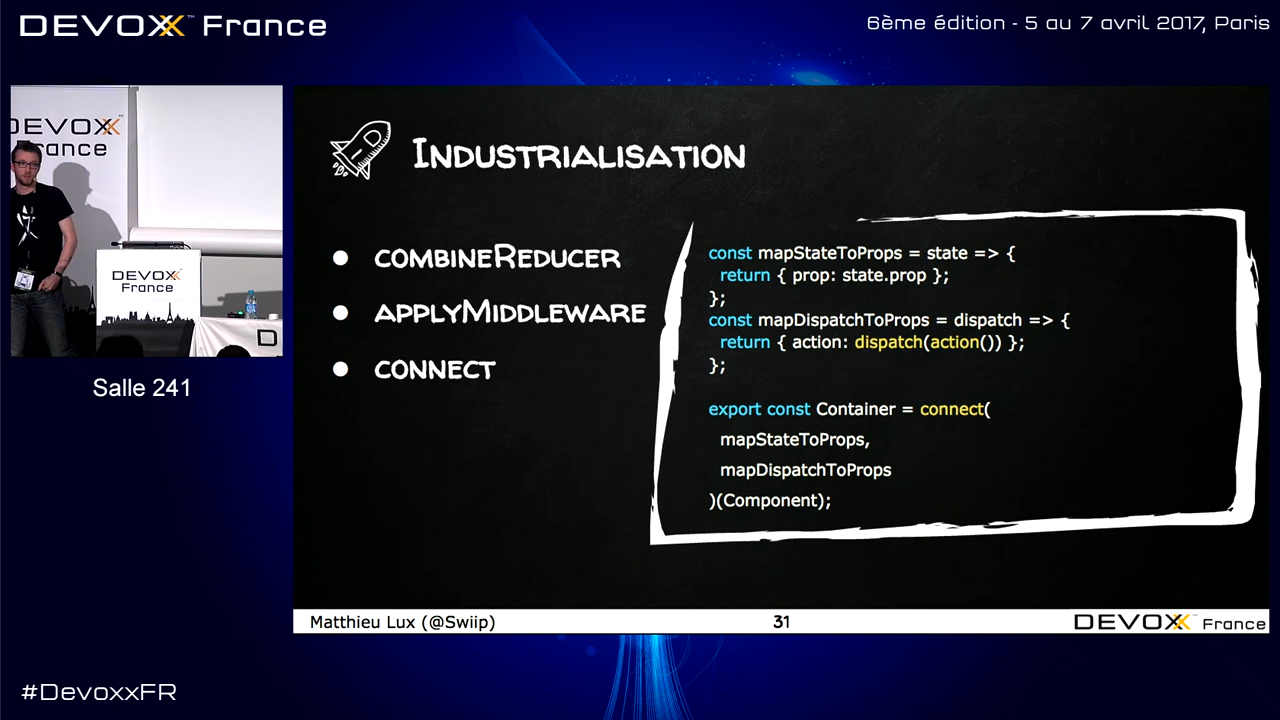 DEVOXX™ France
6ème édition - 5 au 7 avril 2017, Paris
DEVOXX
France
DEVOXX
France
D
Salle 241
INDUSTRIALISATION
● COMBINEREDUCER
● APPLYMIDDLEWARE
● CONNECT
const mapStateToProps = state => {
return { prop: state.prop };
};
const mapDispatchToProps = dispatch => {
return { action: dispatch(action()) };
};
export const Container = connect(
mapStateToProps,
mapDispatchToProps
)(Component);
Matthieu Lux (@Swiip)
31
DEVOXX™ France
#DevoxxFR